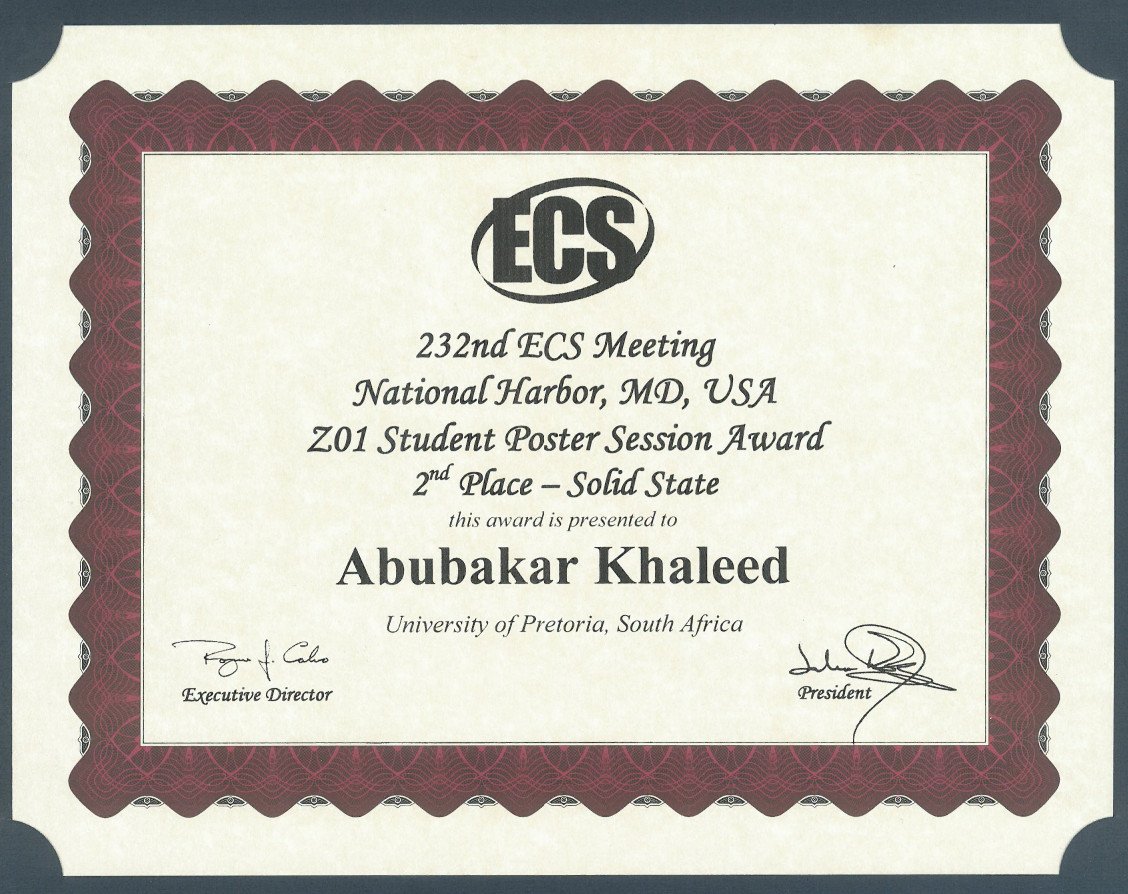 ECS
232nd ECS Meeting
National Harbor, MD, USA
Z01 Student Poster Session Award
2nd Place – Solid State
this award is presented to
Abubakar Khaleed
University of Pretoria, South Africa
Executive Director
President